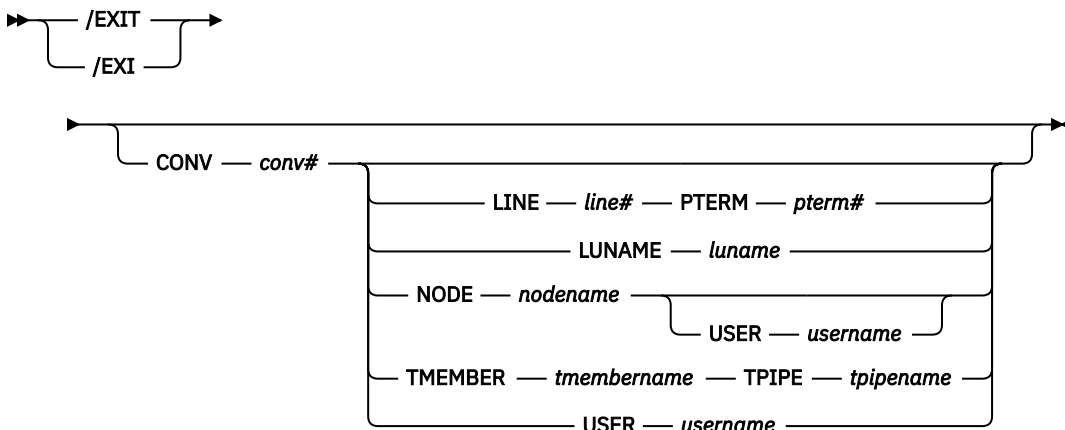 /EXIT
/EXI
CONV conv#
LINE line# PTERM pterm#
LUNAME luname
NODE nodename
USER username
TMEMBER tmembername TPIPE tpipename
USER username